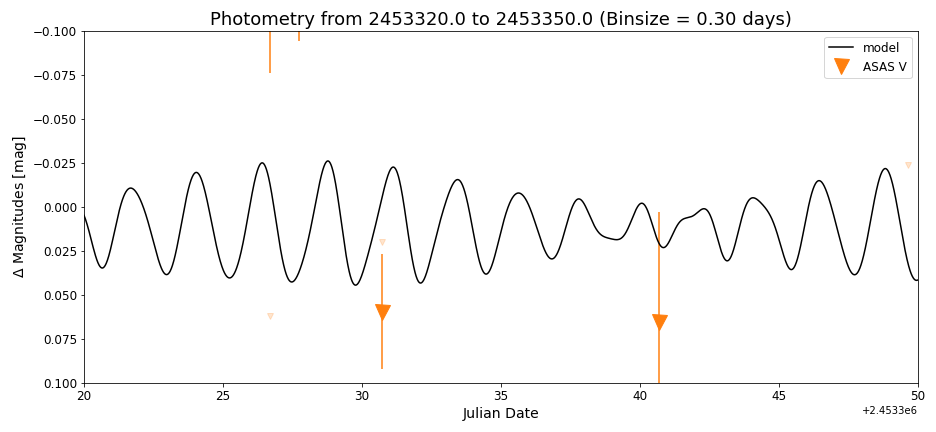 Photometry from 2453320.0 to 2453350.0 (Binsize = 0.30 days)
model
ASAS V
Δ Magnitudes [mag]
−0.100
−0.075
−0.050
−0.025
0.000
0.025
0.050
0.075
0.100
20 25 30 35 40 45 50
+2.4533e6
Julian Date